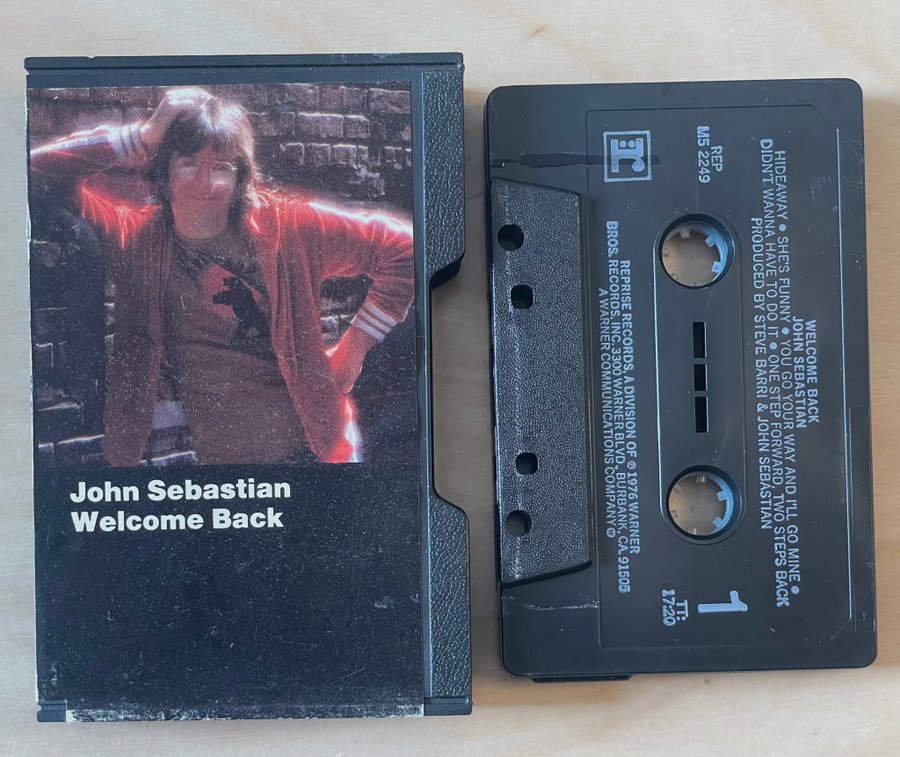 John Sebastian
Welcome Back
WELCOME BACK
JOHN SEBASTIAN
HIDEAWAY • SHE'S FUNNY • YOU GO YOUR WAY AND I'LL GO MINE •
DIDN'T WANNA HAVE TO DO IT • ONE STEP FORWARD, TWO STEPS BACK
PRODUCED BY STEVE BARRI & JOHN SEBASTIAN
REP
M5 2249
1
TT:
17:20
r
REPRISE RECORDS, A DIVISION OF ℗ 1976 WARNER
BROS. RECORDS, INC. 3300 WARNER BLVD., BURBANK, CA. 91505
A WARNER COMMUNICATIONS COMPANY